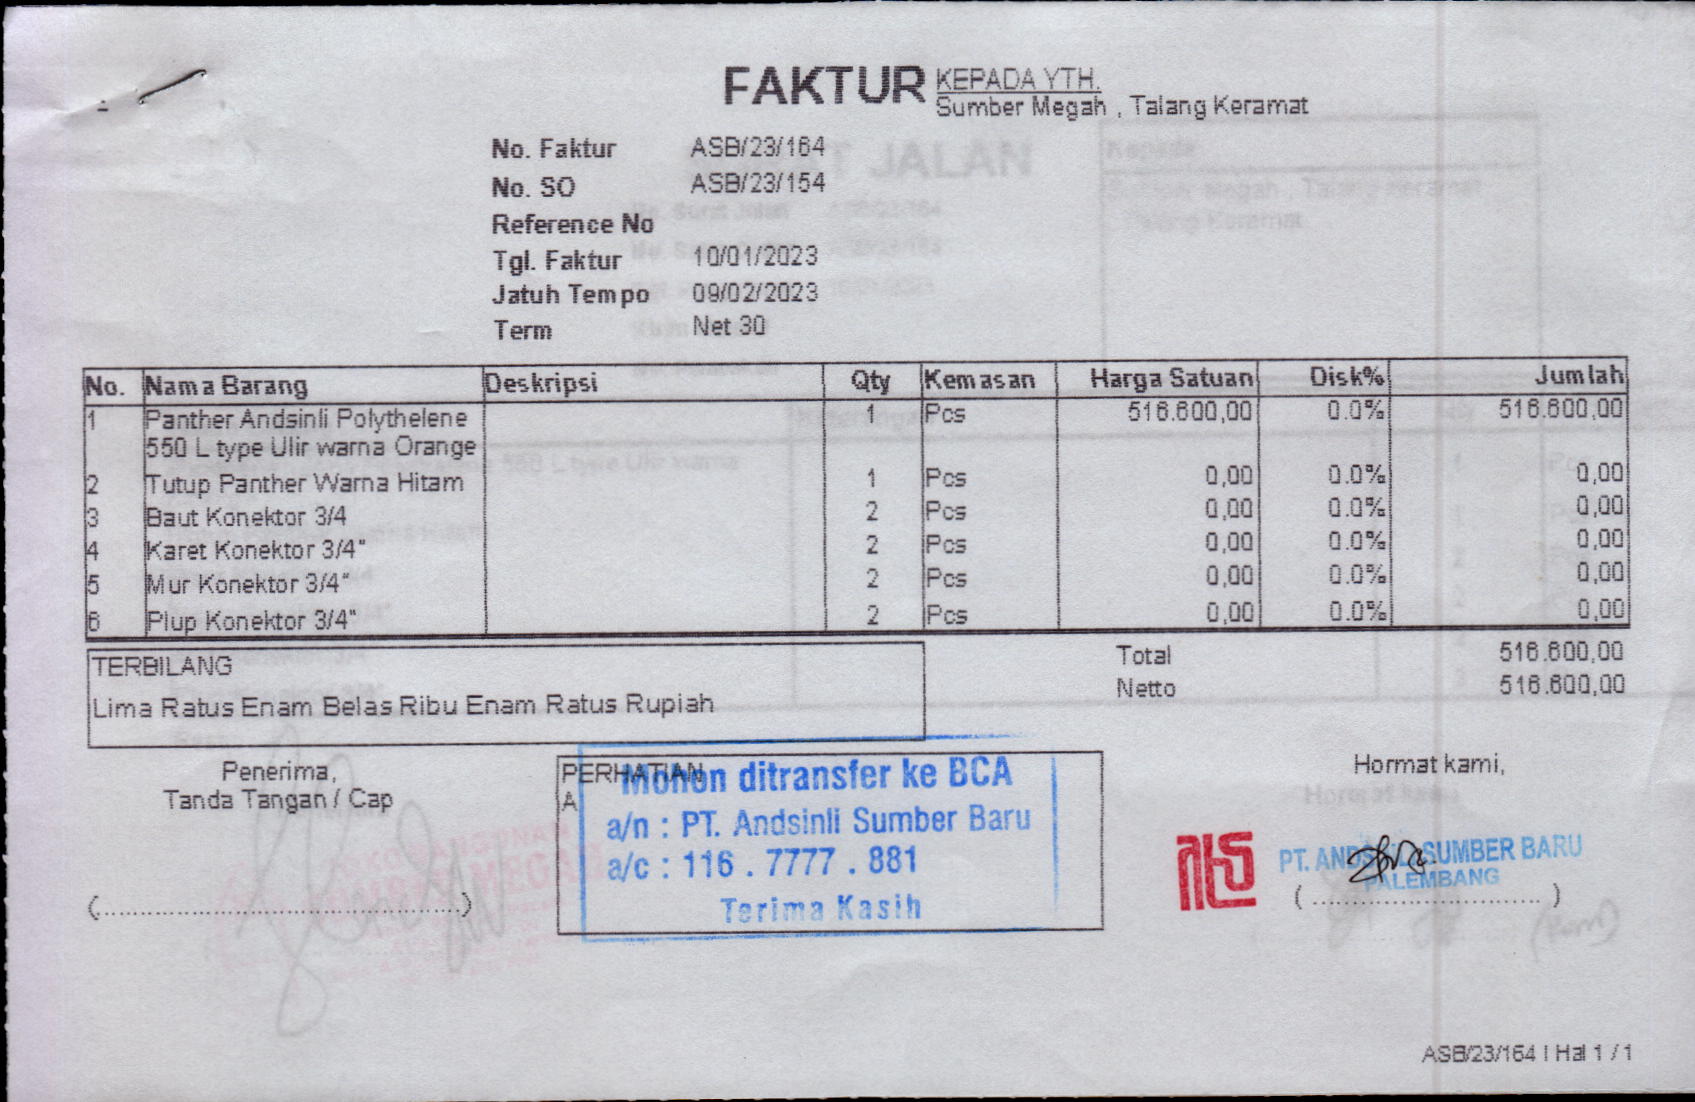 FAKTUR KEPADA YTH.
Sumber Megah , Talang Keramat
No. Faktur ASB/23/164
No. SO ASB/23/154
Reference No
Tgl. Faktur 10/01/2023
Jatuh Tempo 09/02/2023
Term Net 30
No. Nama Barang Deskripsi Qty Kemasan Harga Satuan Disk% Jumlah
1 Panther Andsinli Polythelene 1 Pcs 516.600,00 0.0% 516.600,00
550 L type Ulir warna Orange
2 Tutup Panther Warna Hitam 1 Pcs 0,00 0.0% 0,00
3 Baut Konektor 3/4 2 Pcs 0,00 0.0% 0,00
4 Karet Konektor 3/4" 2 Pcs 0,00 0.0% 0,00
5 Mur Konektor 3/4" 2 Pcs 0,00 0.0% 0,00
6 Plup Konektor 3/4" 2 Pcs 0,00 0.0% 0,00
Total 516.600,00
Netto 516.600,00
TERBILANG
Lima Ratus Enam Belas Ribu Enam Ratus Rupiah
Penerima,
Tanda Tangan / Cap
PERHATIAN
A
Mohon ditransfer ke BCA
a/n : PT. Andsinli Sumber Baru
a/c : 116 . 7777 . 881
Terima Kasih
Hormat kami,
PT. ANDSINLI SUMBER BARU
PALEMBANG
ASB/23/164 | Hal 1 / 1